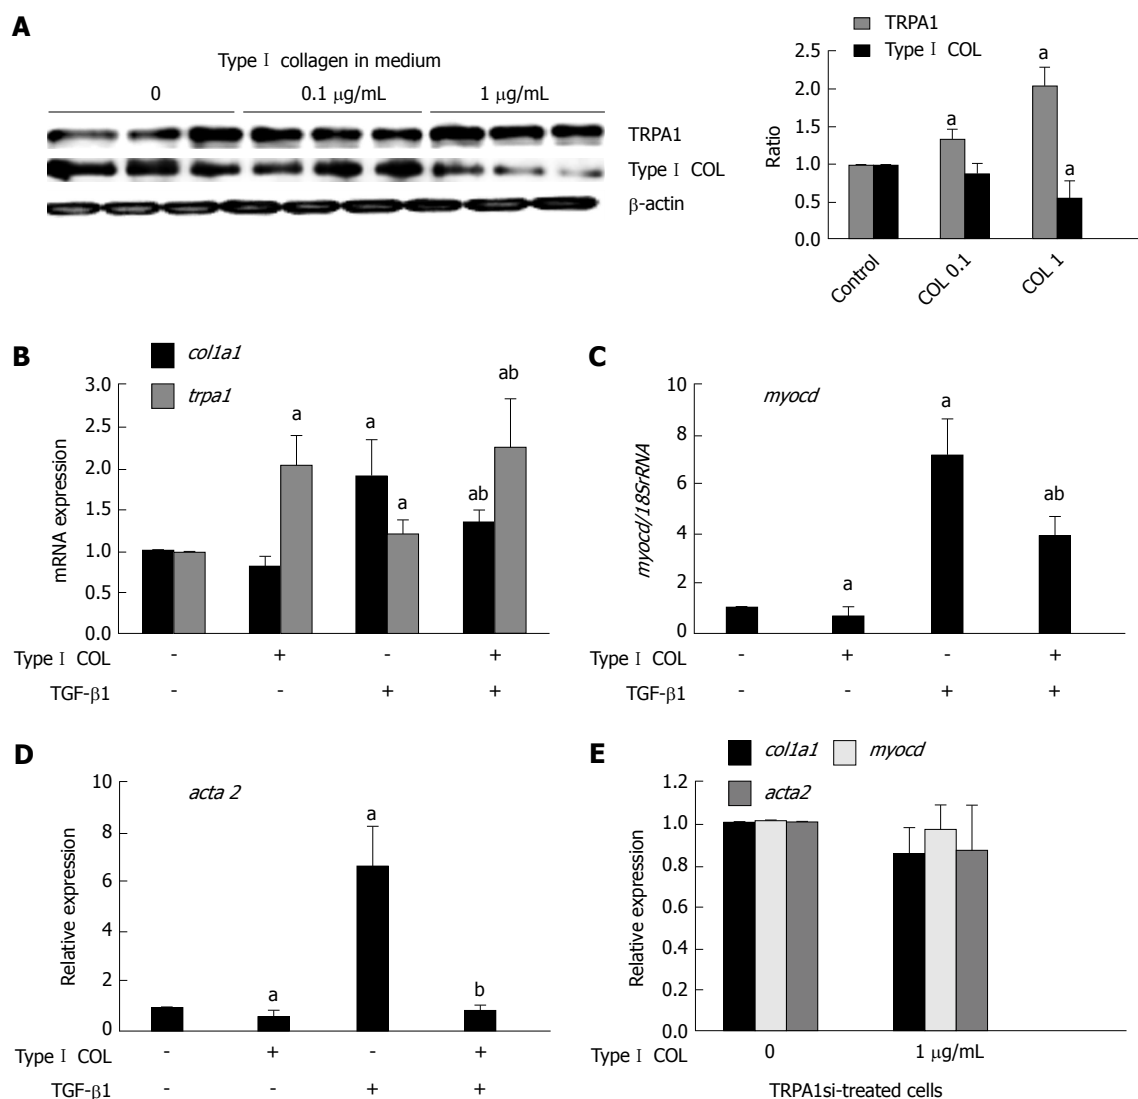 A
Type I collagen in medium
0 0.1 μg/mL 1 μg/mL
TRPA1
Type I COL
β-actin
TRPA1
Type I COL
2.5
2.0
1.5
1.0
0.5
0.0
Ratio
a
a
a
Control
COL 0.1
COL 1
B
col1a1
trpa1
3.0
2.5
2.0
1.5
1.0
0.5
0.0
mRNA expression
a
a
a
ab
ab
Type I COL - + - +
TGF-β1 - - + +
C
myocd
10
8
6
4
2
0
myocd/18SrRNA
a
a
ab
Type I COL - + - +
TGF-β1 - - + +
D
acta 2
10
8
6
4
2
0
Relative expression
a
a
b
Type I COL - + - +
TGF-β1 - - + +
E
col1a1 myocd
acta2
1.2
1.0
0.8
0.6
0.4
0.2
0.0
Relative expression
Type I COL 0 1 μg/mL
TRPA1si-treated cells